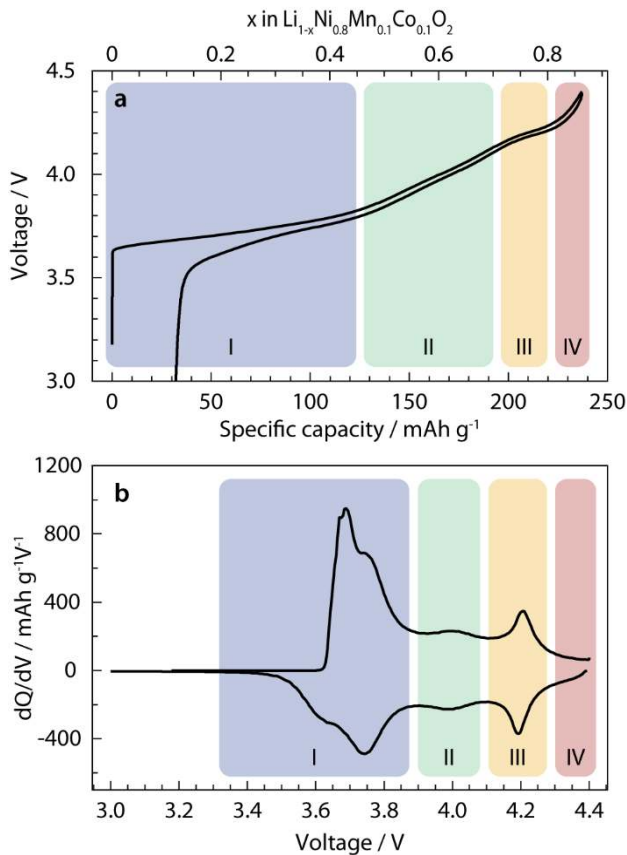 x in Li₁₋ₓNi₀.₈Mn₀.₁Co₀.₁O₂
0 0.2 0.4 0.6 0.8
a
4.5
4.0
3.5
3.0
Voltage / V
I II III IV
0 50 100 150 200 250
Specific capacity / mAh g⁻¹
b
1200
800
400
0
-400
dQ/dV / mAh g⁻¹V⁻¹
I II III IV
3.0 3.2 3.4 3.6 3.8 4.0 4.2 4.4
Voltage / V